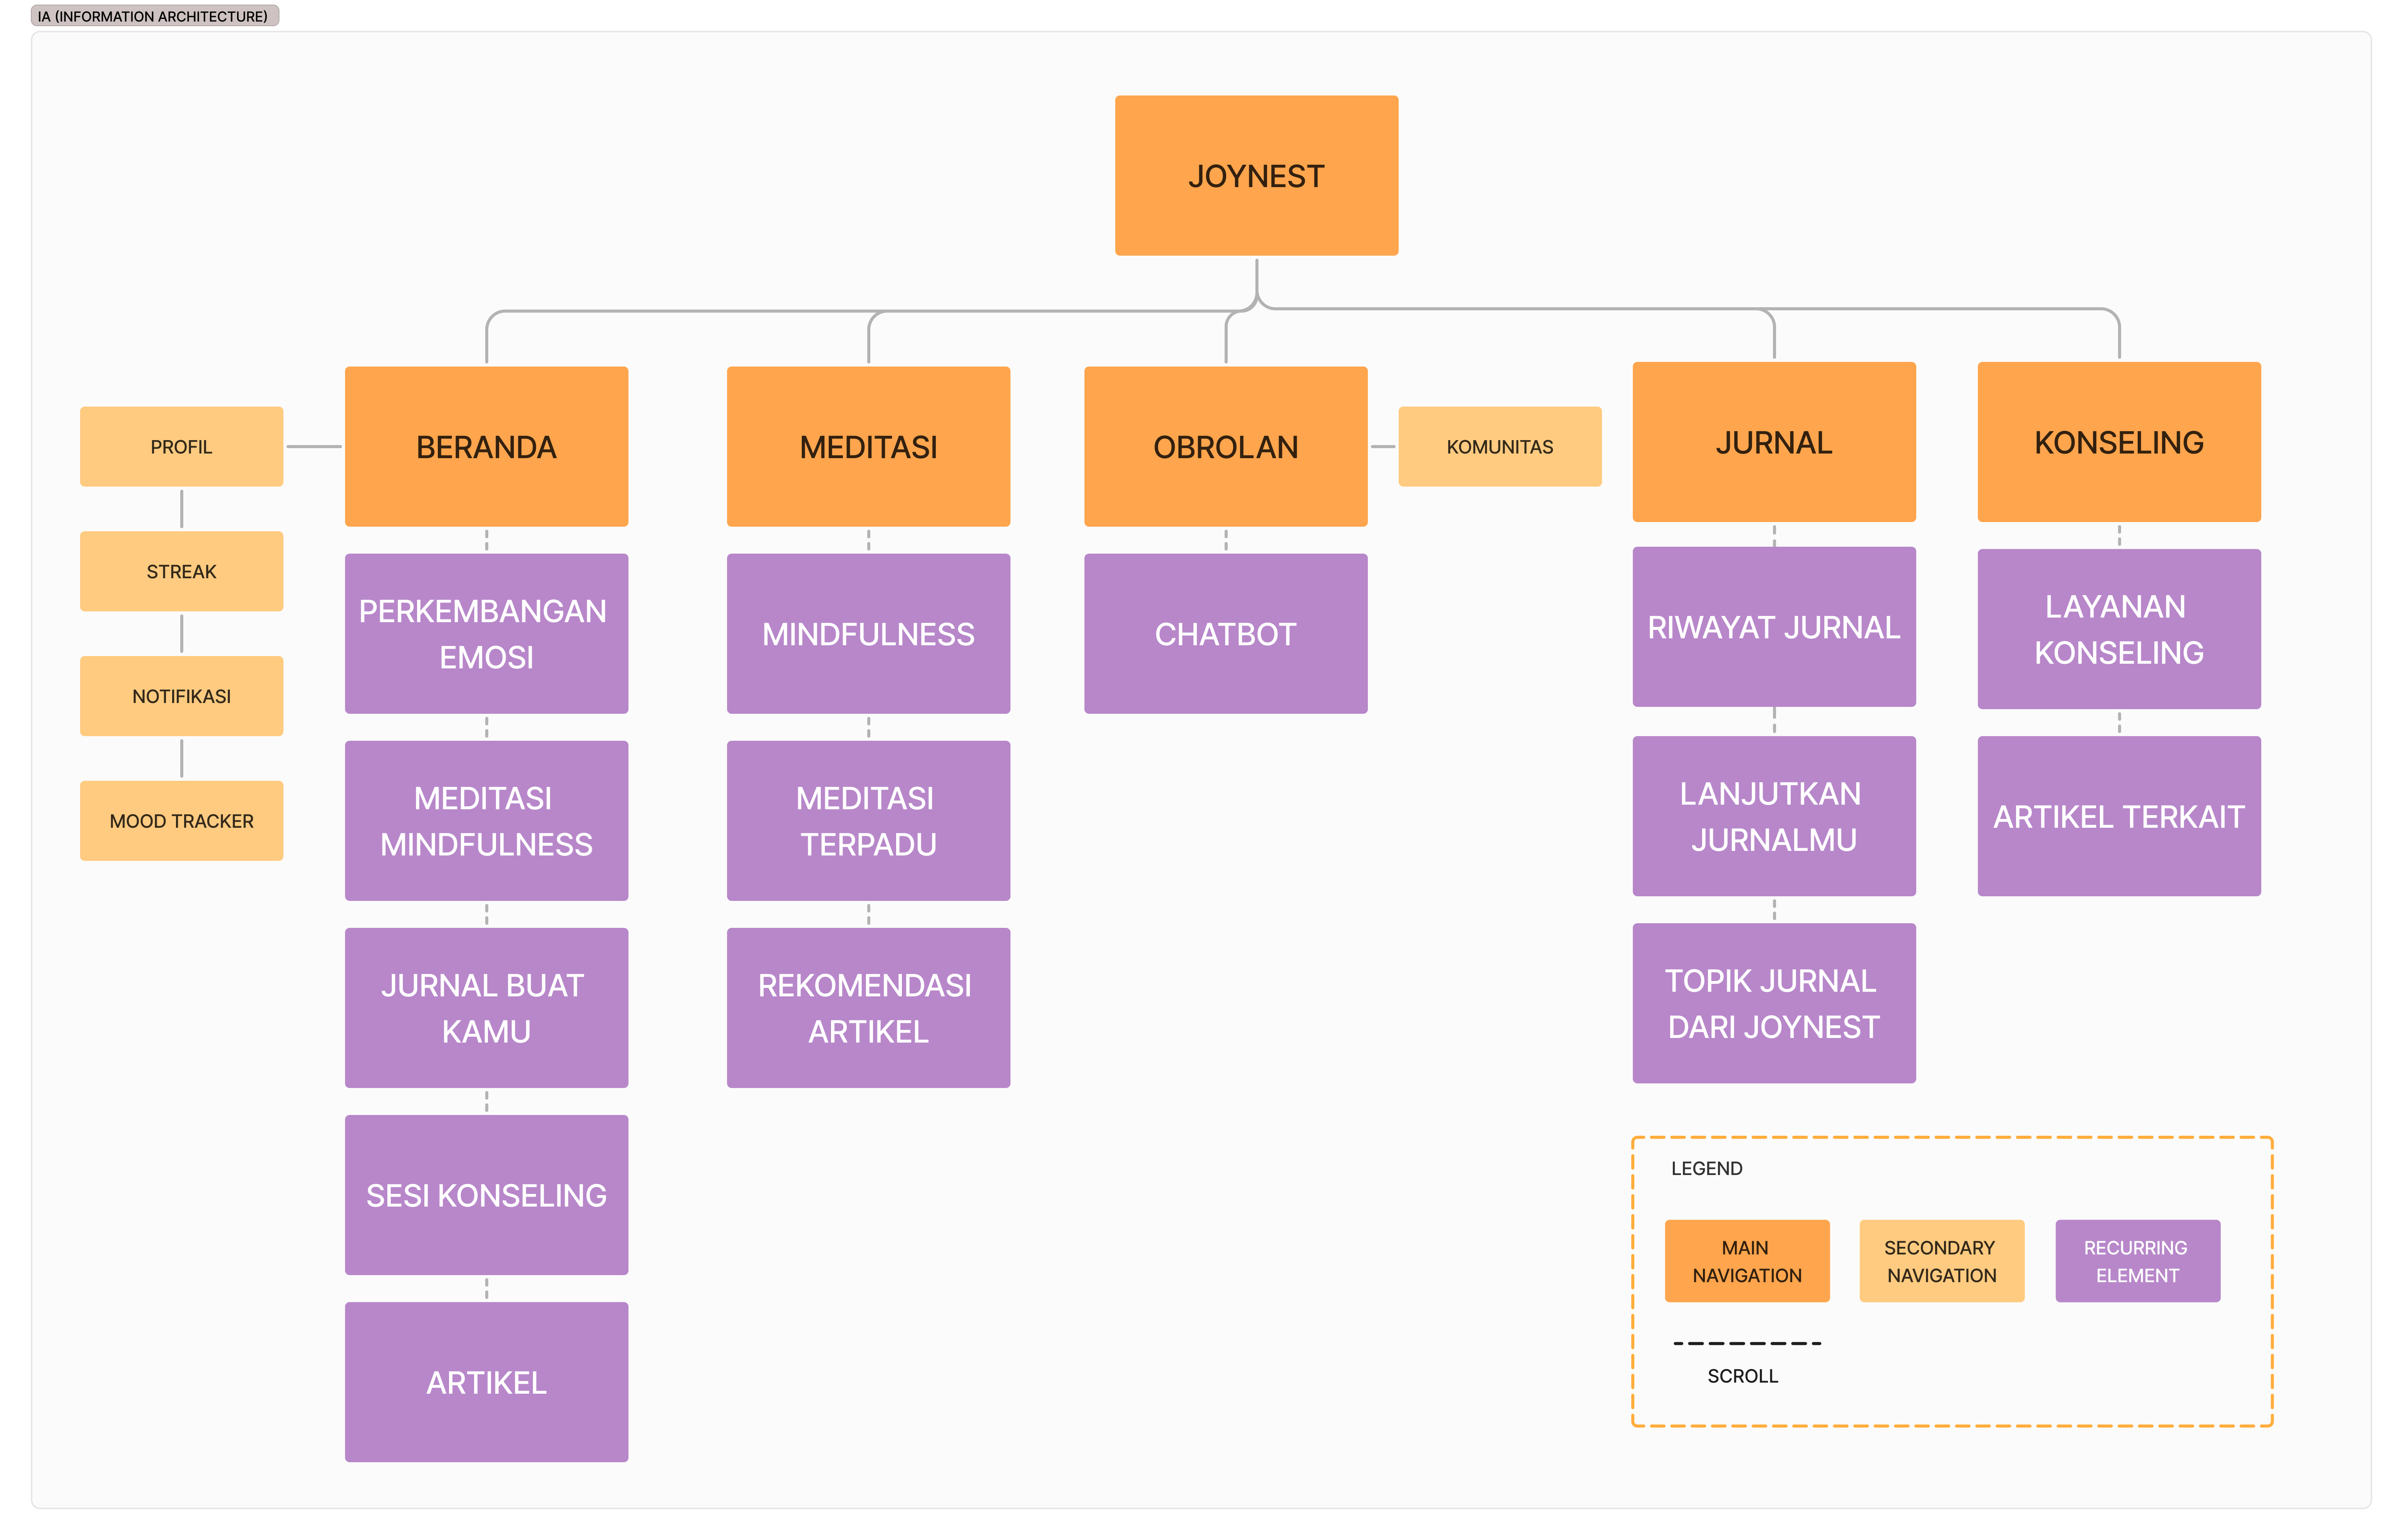 IA (INFORMATION ARCHITECTURE)
JOYNEST
PROFIL
STREAK
NOTIFIKASI
MOOD TRACKER
BERANDA
PERKEMBANGAN
EMOSI
MEDITASI
MINDFULNESS
JURNAL BUAT
KAMU
SESI KONSELING
ARTIKEL
MEDITASI
MINDFULNESS
MEDITASI
TERPADU
REKOMENDASI
ARTIKEL
OBROLAN
CHATBOT
KOMUNITAS
JURNAL
RIWAYAT JURNAL
LANJUTKAN
JURNALMU
TOPIK JURNAL
DARI JOYNEST
KONSELING
LAYANAN
KONSELING
ARTIKEL TERKAIT
LEGEND
MAIN
NAVIGATION
SECONDARY
NAVIGATION
RECURRING
ELEMENT
SCROLL